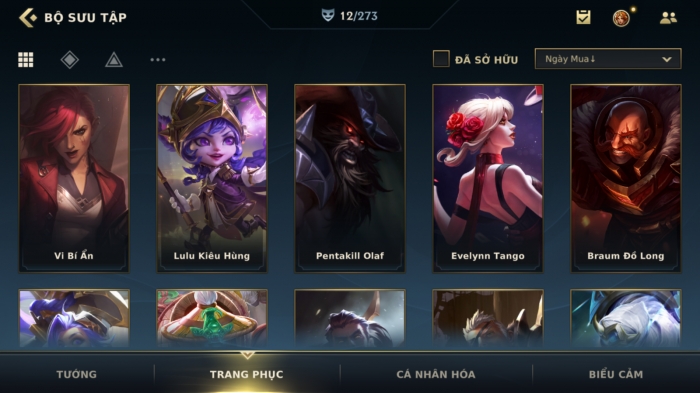 BỘ SƯU TẬP
12/273
ĐÃ SỞ HỮU
Ngày Mua↓
Vi Bí Ẩn
Lulu Kiêu Hùng
Pentakill Olaf
Evelynn Tango
Braum Đồ Long
TƯỚNG
TRANG PHỤC
CÁ NHÂN HÓA
BIỂU CẢM